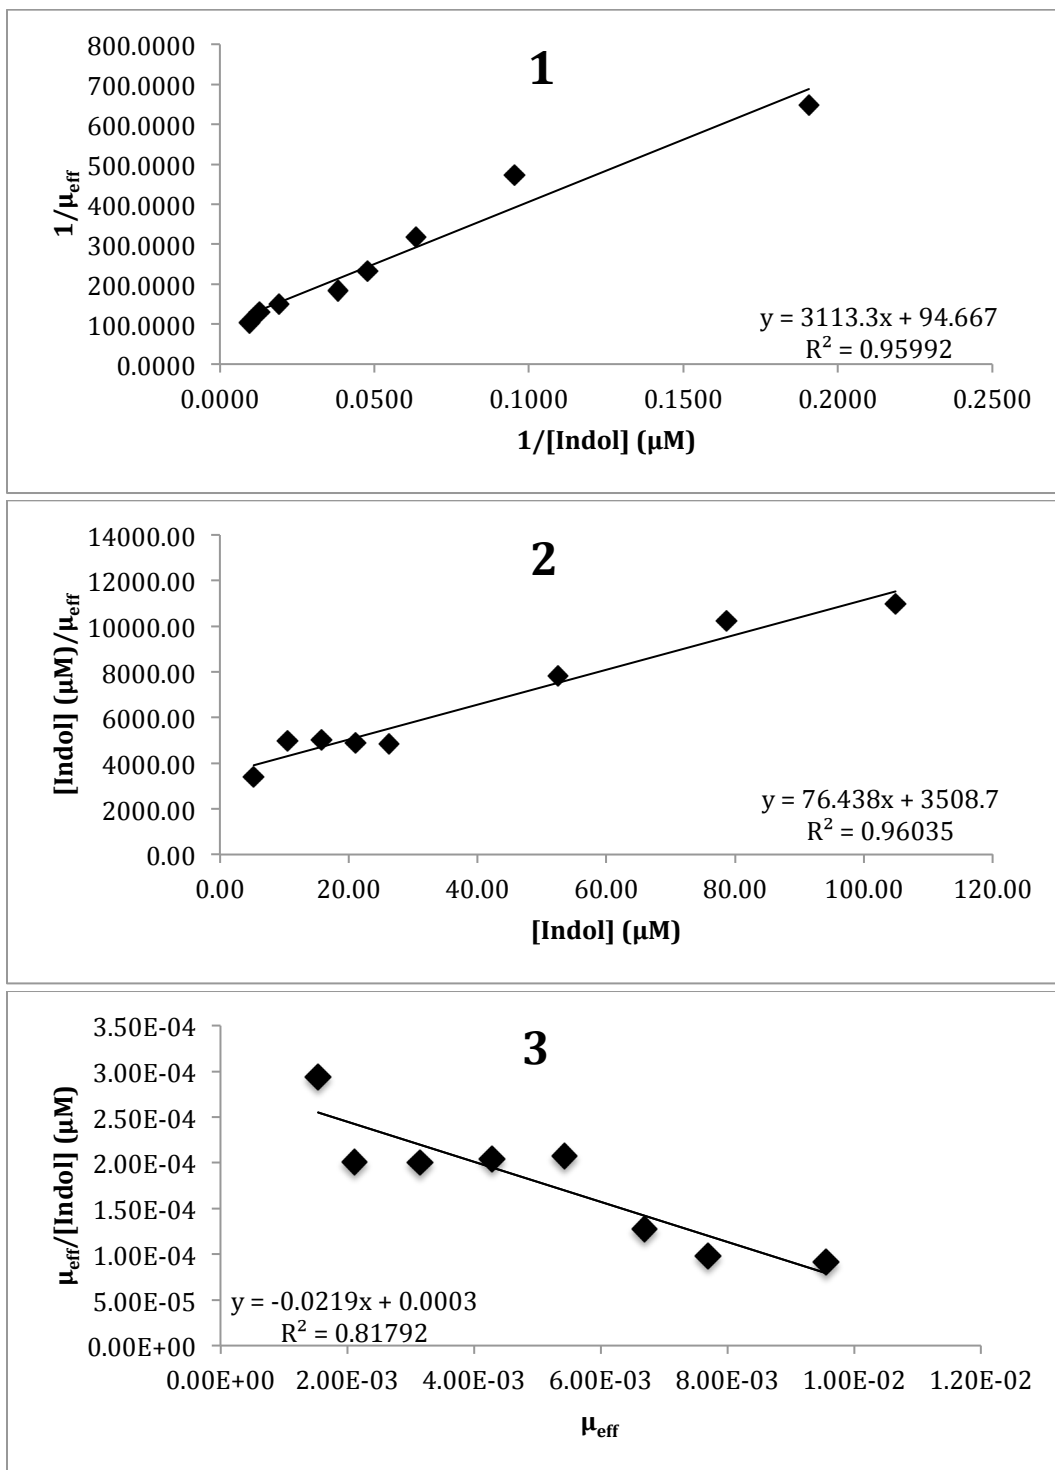 1
800.0000
700.0000
600.0000
500.0000
400.0000
300.0000
200.0000
100.0000
0.0000
1/μeff
y = 3113.3x + 94.667
R² = 0.95992
0.0000 0.0500 0.1000 0.1500 0.2000 0.2500
1/[Indol] (μM)
2
14000.00
12000.00
10000.00
8000.00
6000.00
4000.00
2000.00
0.00
[Indol] (μM)/μeff
y = 76.438x + 3508.7
R² = 0.96035
0.00 20.00 40.00 60.00 80.00 100.00 120.00
[Indol] (μM)
3
3.50E-04
3.00E-04
2.50E-04
2.00E-04
1.50E-04
1.00E-04
5.00E-05
0.00E+00
μeff/[Indol] (μM)
y = -0.0219x + 0.0003
R² = 0.81792
0.00E+00 2.00E-03 4.00E-03 6.00E-03 8.00E-03 1.00E-02 1.20E-02
μeff